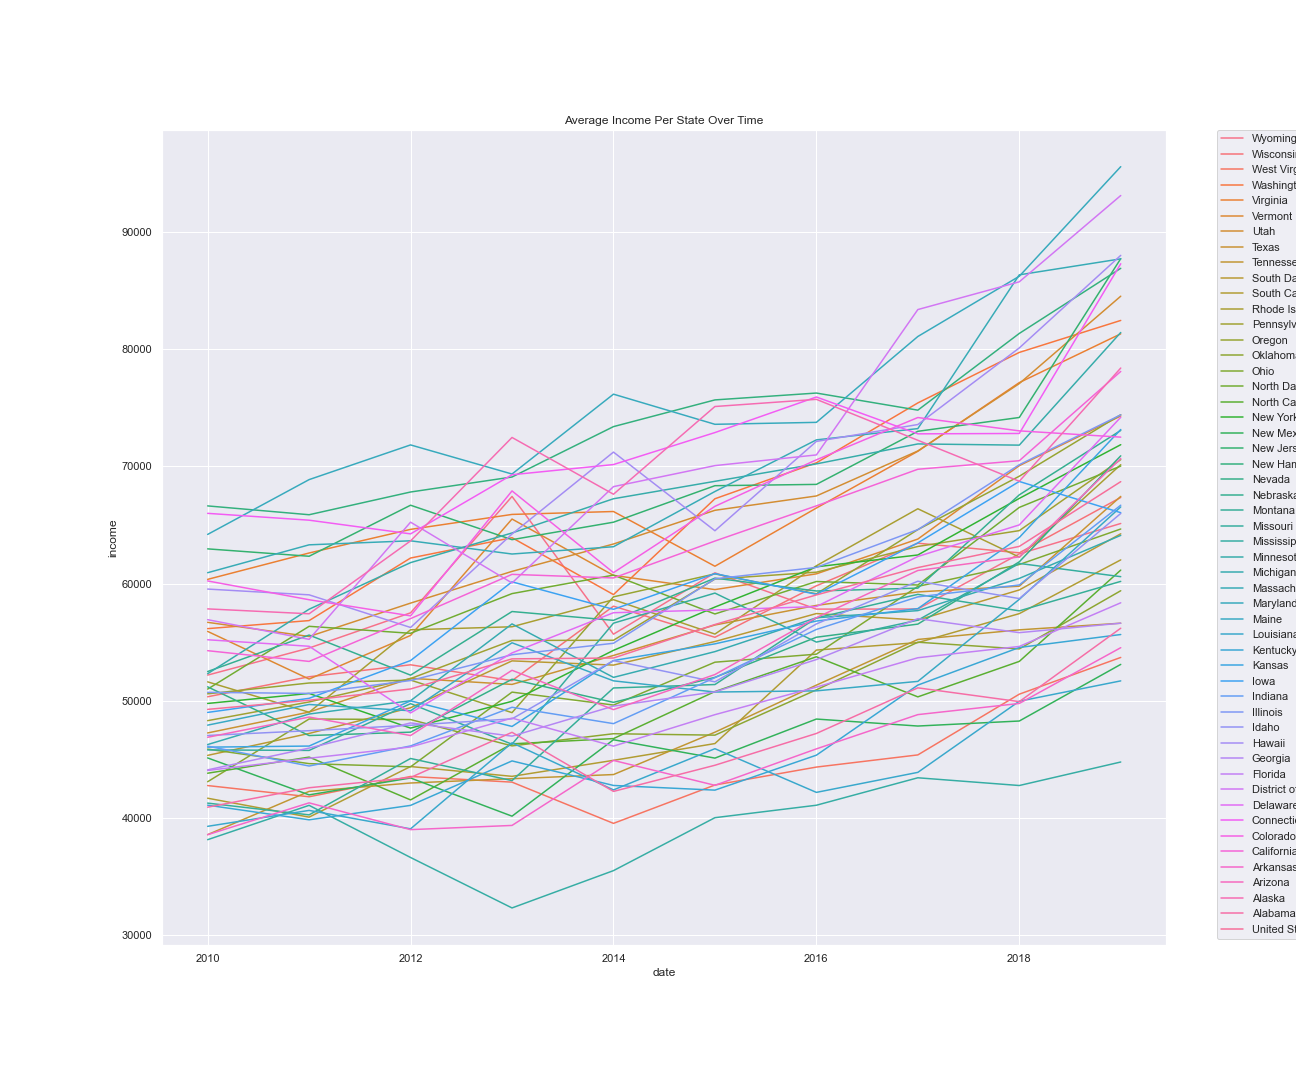 Average Income Per State Over Time
income
90000
80000
70000
60000
50000
40000
30000
2010
2012
2014
2016
2018
date
Wyoming
Wisconsin
West Virg
Washingt
Virginia
Vermont
Utah
Texas
Tennesse
South Da
South Ca
Rhode Is
Pennsylv
Oregon
Oklahom
Ohio
North Da
North Ca
New York
New Mex
New Jers
New Ham
Nevada
Nebraska
Montana
Missouri
Mississip
Minnesot
Michigan
Massach
Maryland
Maine
Louisiana
Kentucky
Kansas
Iowa
Indiana
Illinois
Idaho
Hawaii
Georgia
Florida
District of
Delaware
Connecti
Colorado
California
Arkansas
Arizona
Alaska
Alabama
United St